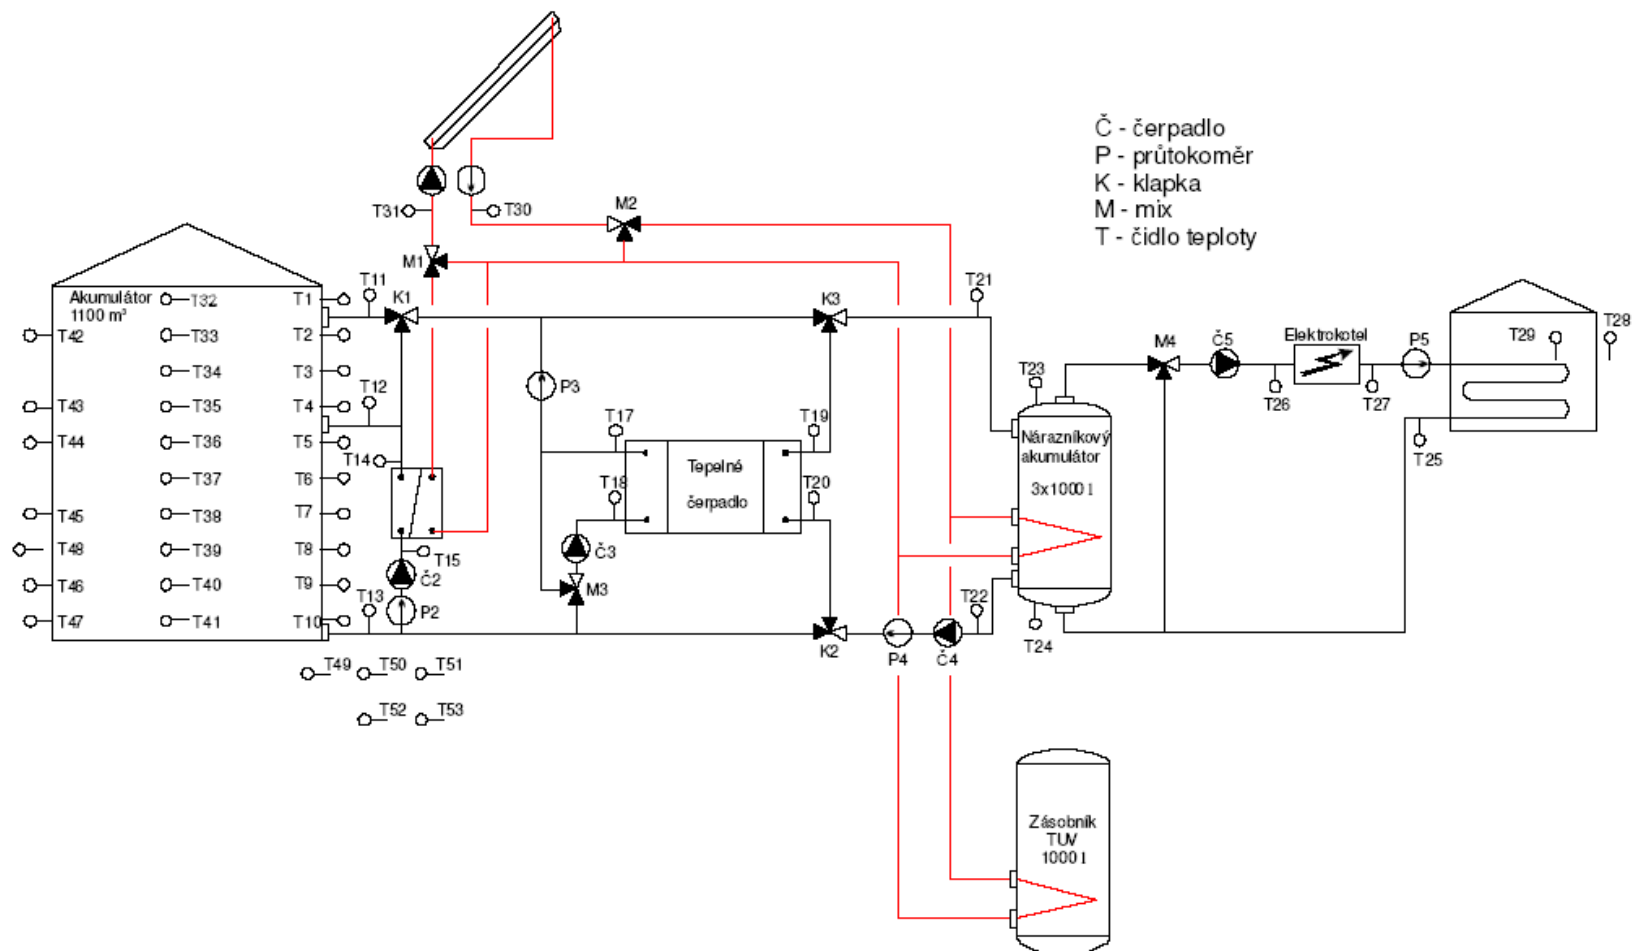 Č - čerpadlo
P - průtokoměr
K - klapka
M - mix
T - čidlo teploty
T31
T30
M2
M1
Akumulátor
1100 m³
T32
T33
T34
T35
T36
T37
T38
T39
T40
T41
T42
T43
T44
T45
T48
T46
T47
T1
T2
T3
T4
T5
T6
T7
T8
T9
T10
T11
K1
T12
T14
T15
Č2
T13
P2
T49
T50
T51
T52
T53
P3
T17
T18
Č3
M3
Tepelné
čerpadlo
T19
T20
K3
K2
P4
Č4
T21
T22
T23
Nárazníkový
akumulátor
3x1000 l
T24
M4
Č5
T26
Elektrokotel
T27
P5
T25
T29
T28
Zásobník
TUV
1000 l